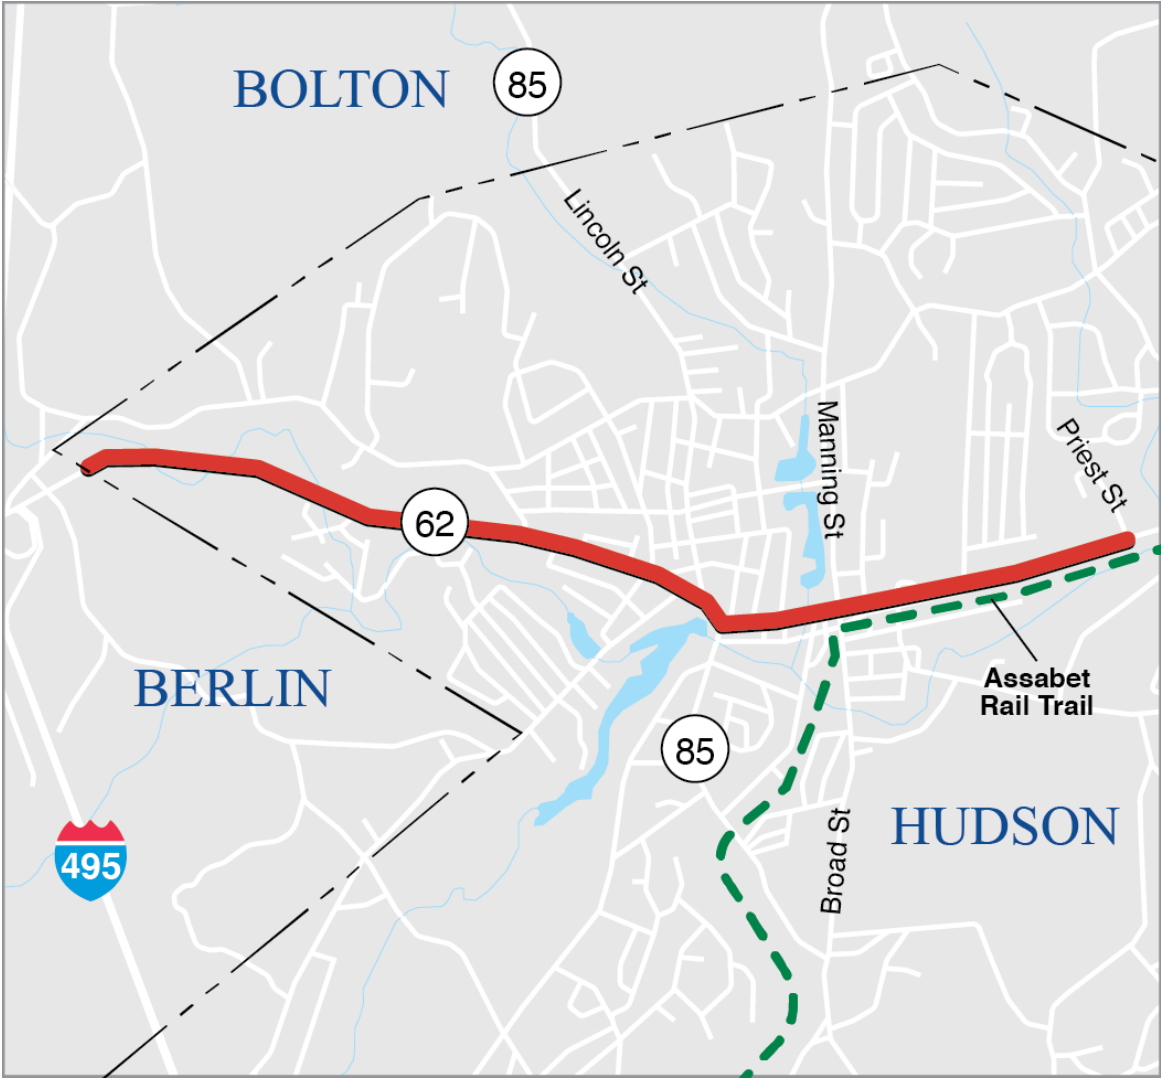 BOLTON
85
Lincoln St
Manning St
Priest St
62
BERLIN
Assabet
Rail Trail
85
HUDSON
Broad St
495